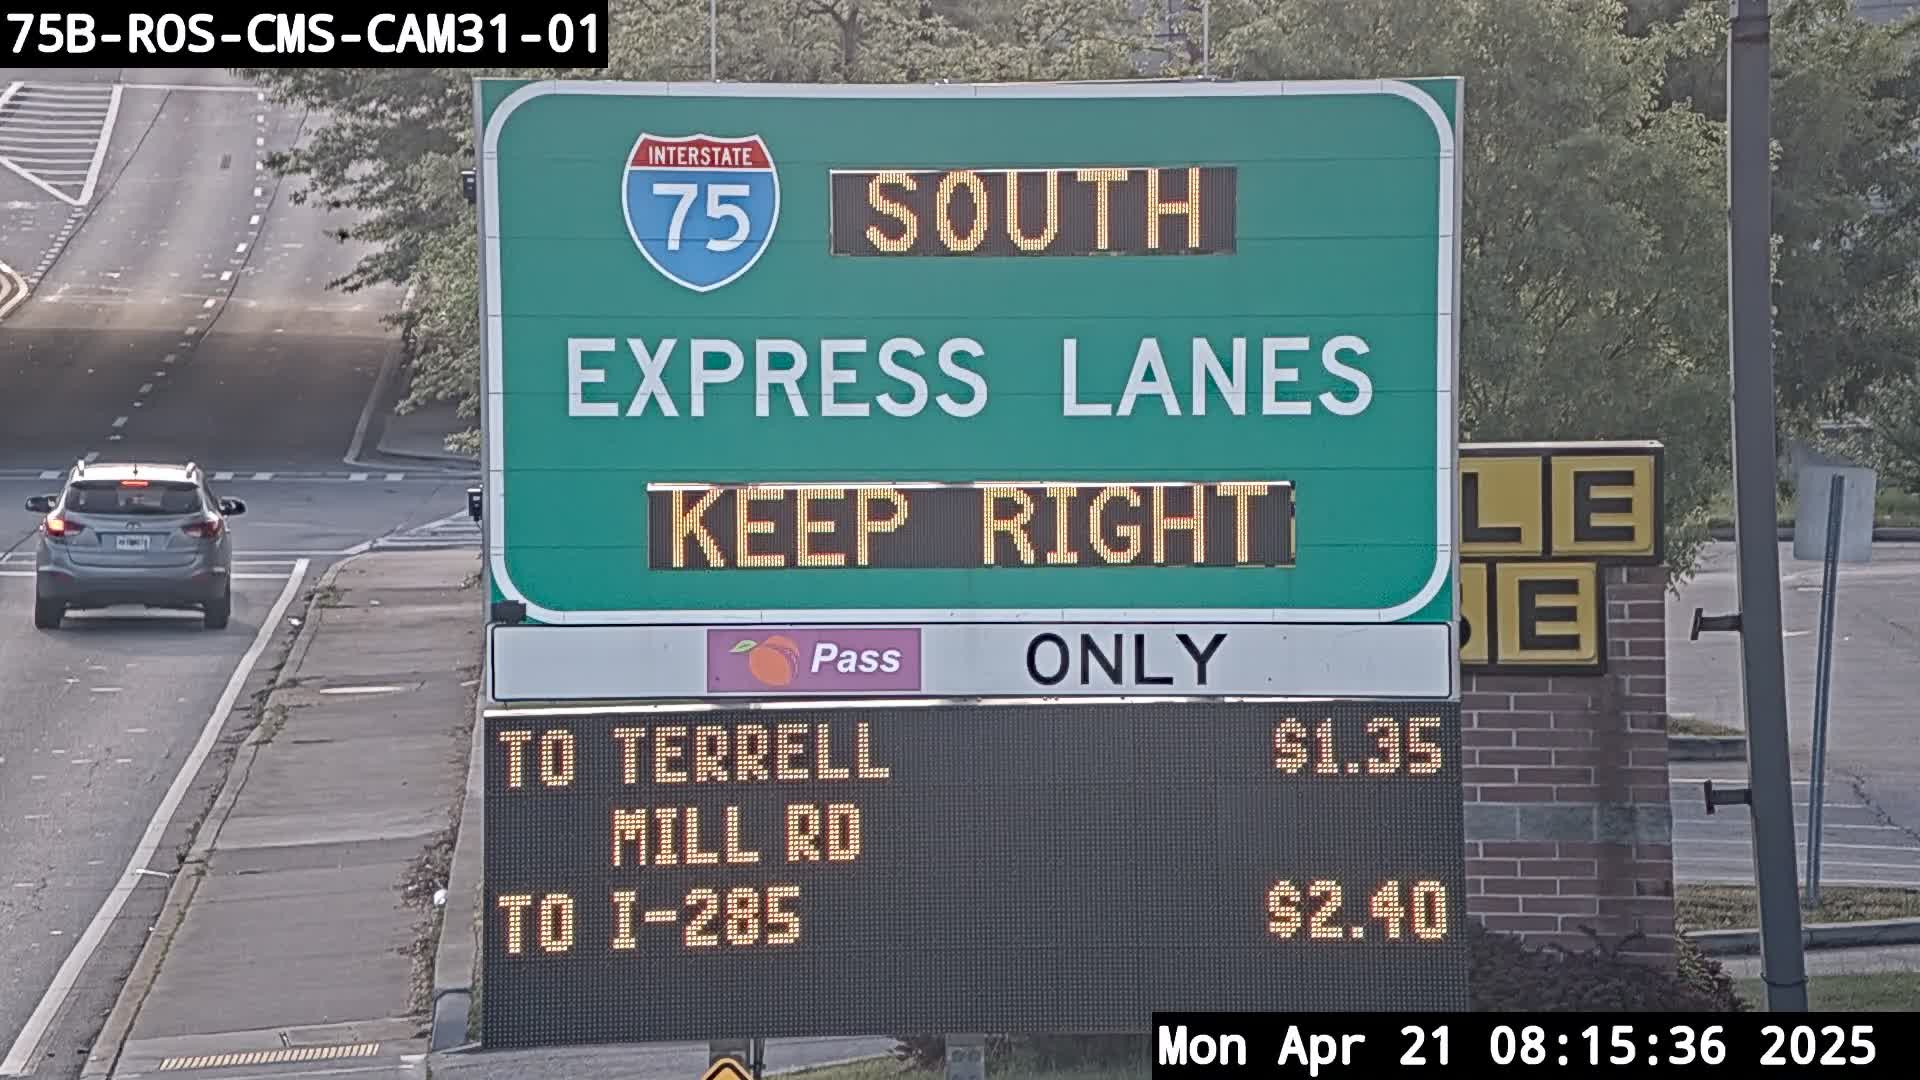 75B-ROS-CMS-CAM31-01
INTERSTATE
75
SOUTH
EXPRESS LANES
KEEP RIGHT
Pass ONLY
TO TERRELL $1.35
MILL RD
TO I-285 $2.40
LE
E
Mon Apr 21 08:15:36 2025